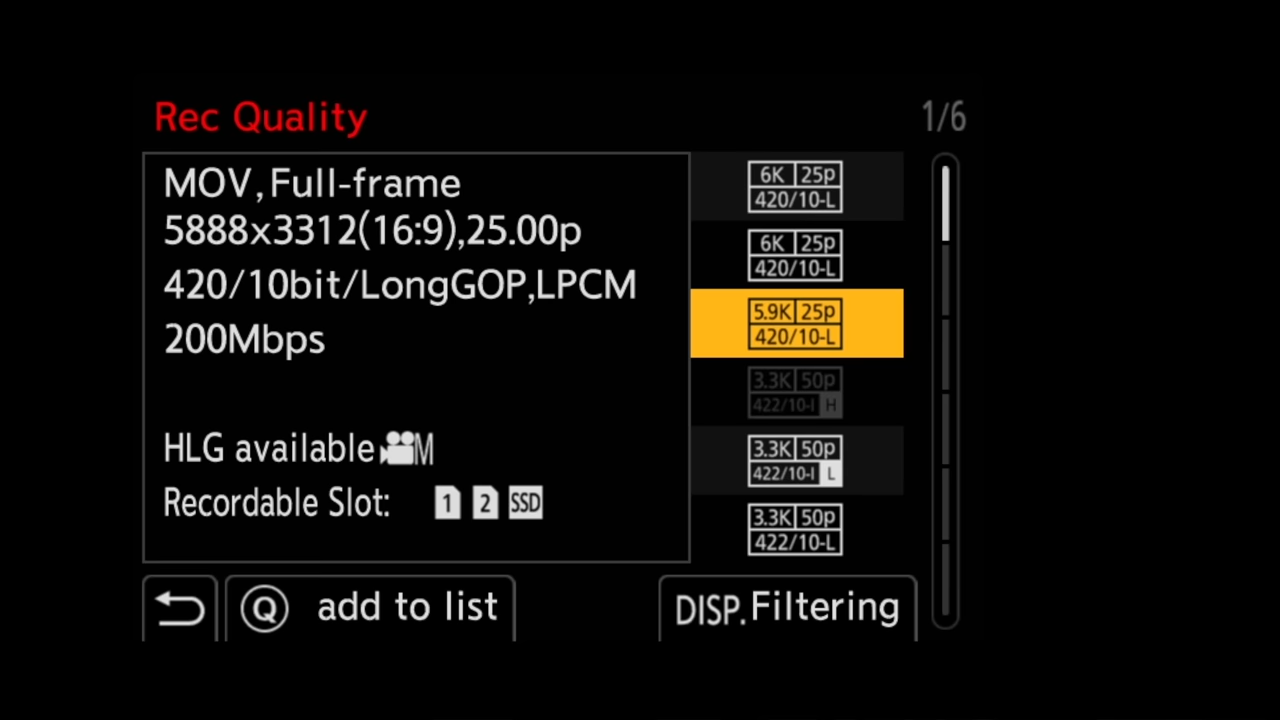 Rec Quality
1/6
MOV,Full-frame
5888x3312(16:9),25.00p
420/10bit/LongGOP,LPCM
200Mbps
HLG available M
Recordable Slot: 1 2 SSD
6K 25p
420/10-L
6K 25p
420/10-L
5.9K 25p
420/10-L
3.3K 50p
422/10-I H
3.3K 50p
422/10-I L
3.3K 50p
422/10-L
Q add to list
DISP. Filtering